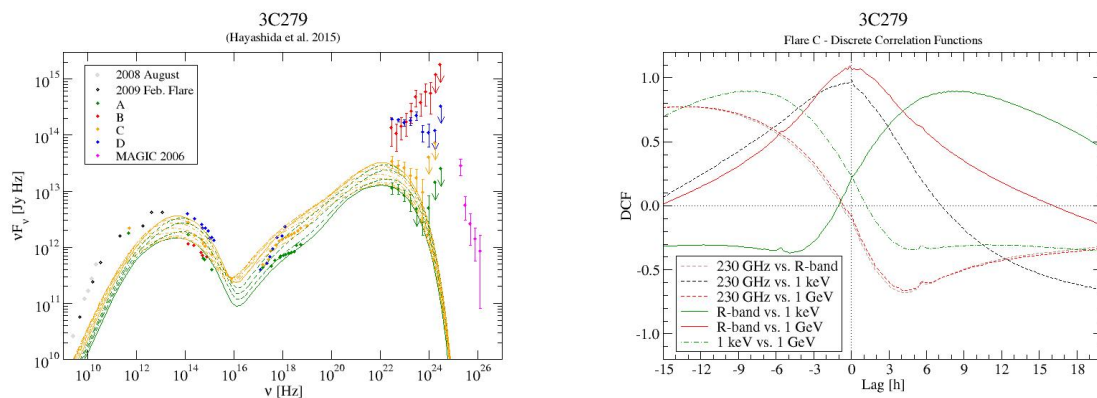 3C279
(Hayashida et al. 2015)
10^15
10^14
10^13
10^12
10^11
10^10
νF_ν [Jy Hz]
2008 August
2009 Feb. Flare
A
B
C
D
MAGIC 2006
10^10 10^12 10^14 10^16 10^18 10^20 10^22 10^24 10^26
ν [Hz]
3C279
Flare C - Discrete Correlation Functions
1.0
0.5
0.0
-0.5
-1.0
DCF
230 GHz vs. R-band
230 GHz vs. 1 keV
230 GHz vs. 1 GeV
R-band vs. 1 keV
R-band vs. 1 GeV
1 keV vs. 1 GeV
-15 -12 -9 -6 -3 0 3 6 9 12 15 18
Lag [h]